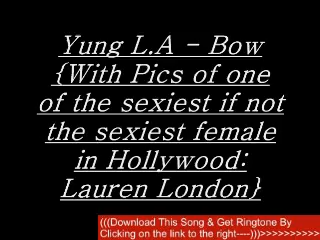 Yung L.A - Bow
{With Pics of one
of the sexiest if not
the sexiest female
in Hollywood:
Lauren London}
(((Download This Song & Get Ringtone By
Clicking on the link to the right----)))>>>>>>>>>>